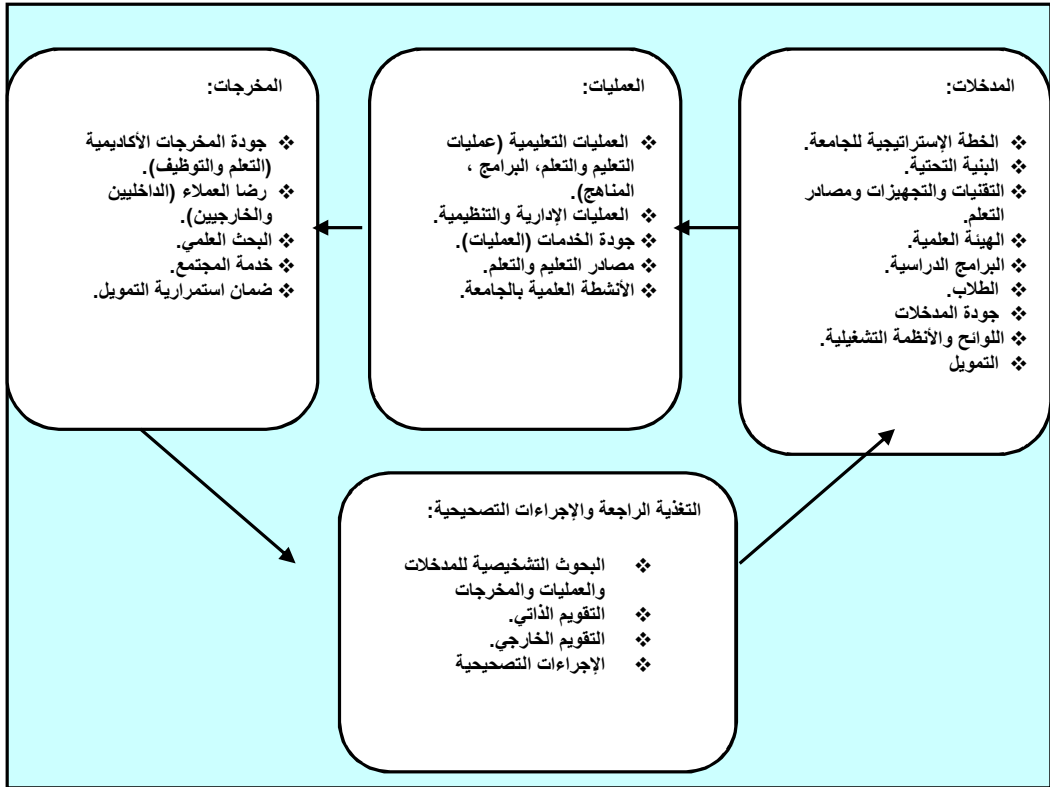 المدخلات:
❖ الخطة الإستراتيجية للجامعة.
❖ البنية التحتية.
❖ التقنيات والتجهيزات ومصادر
التعلم.
❖ الهيئة العلمية.
❖ البرامج الدراسية.
❖ الطلاب.
❖ جودة المدخلات
❖ اللوائح والأنظمة التشغيلية.
❖ التمويل
العمليات:
❖ العمليات التعليمية (عمليات
التعليم والتعلم، البرامج ،
المناهج).
❖ العمليات الإدارية والتنظيمية.
❖ جودة الخدمات (العمليات).
❖ مصادر التعليم والتعلم.
❖ الأنشطة العلمية بالجامعة.
المخرجات:
❖ جودة المخرجات الأكاديمية
(التعلم والتوظيف).
❖ رضا العملاء (الداخليين
والخارجيين).
❖ البحث العلمي.
❖ خدمة المجتمع.
❖ ضمان استمرارية التمويل.
التغذية الراجعة والإجراءات التصحيحية:
❖ البحوث التشخيصية للمدخلات
والعمليات والمخرجات
❖ التقويم الذاتي.
❖ التقويم الخارجي.
❖ الإجراءات التصحيحية